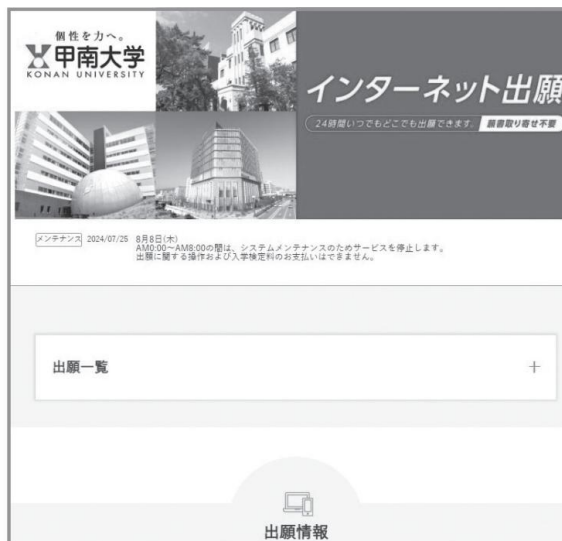 個性を力へ。
甲南大学
KONAN UNIVERSITY
インターネット出願
24時間いつでもどこでも出願できます。 願書取り寄せ不要
メンテナンス 2024/07/25 8月8日(木)
AM0:00～AM8:00の間は、システムメンテナンスのためサービスを停止します。
出願に関する操作および入学検定料のお支払いはできません。
出願一覧 +
出願情報